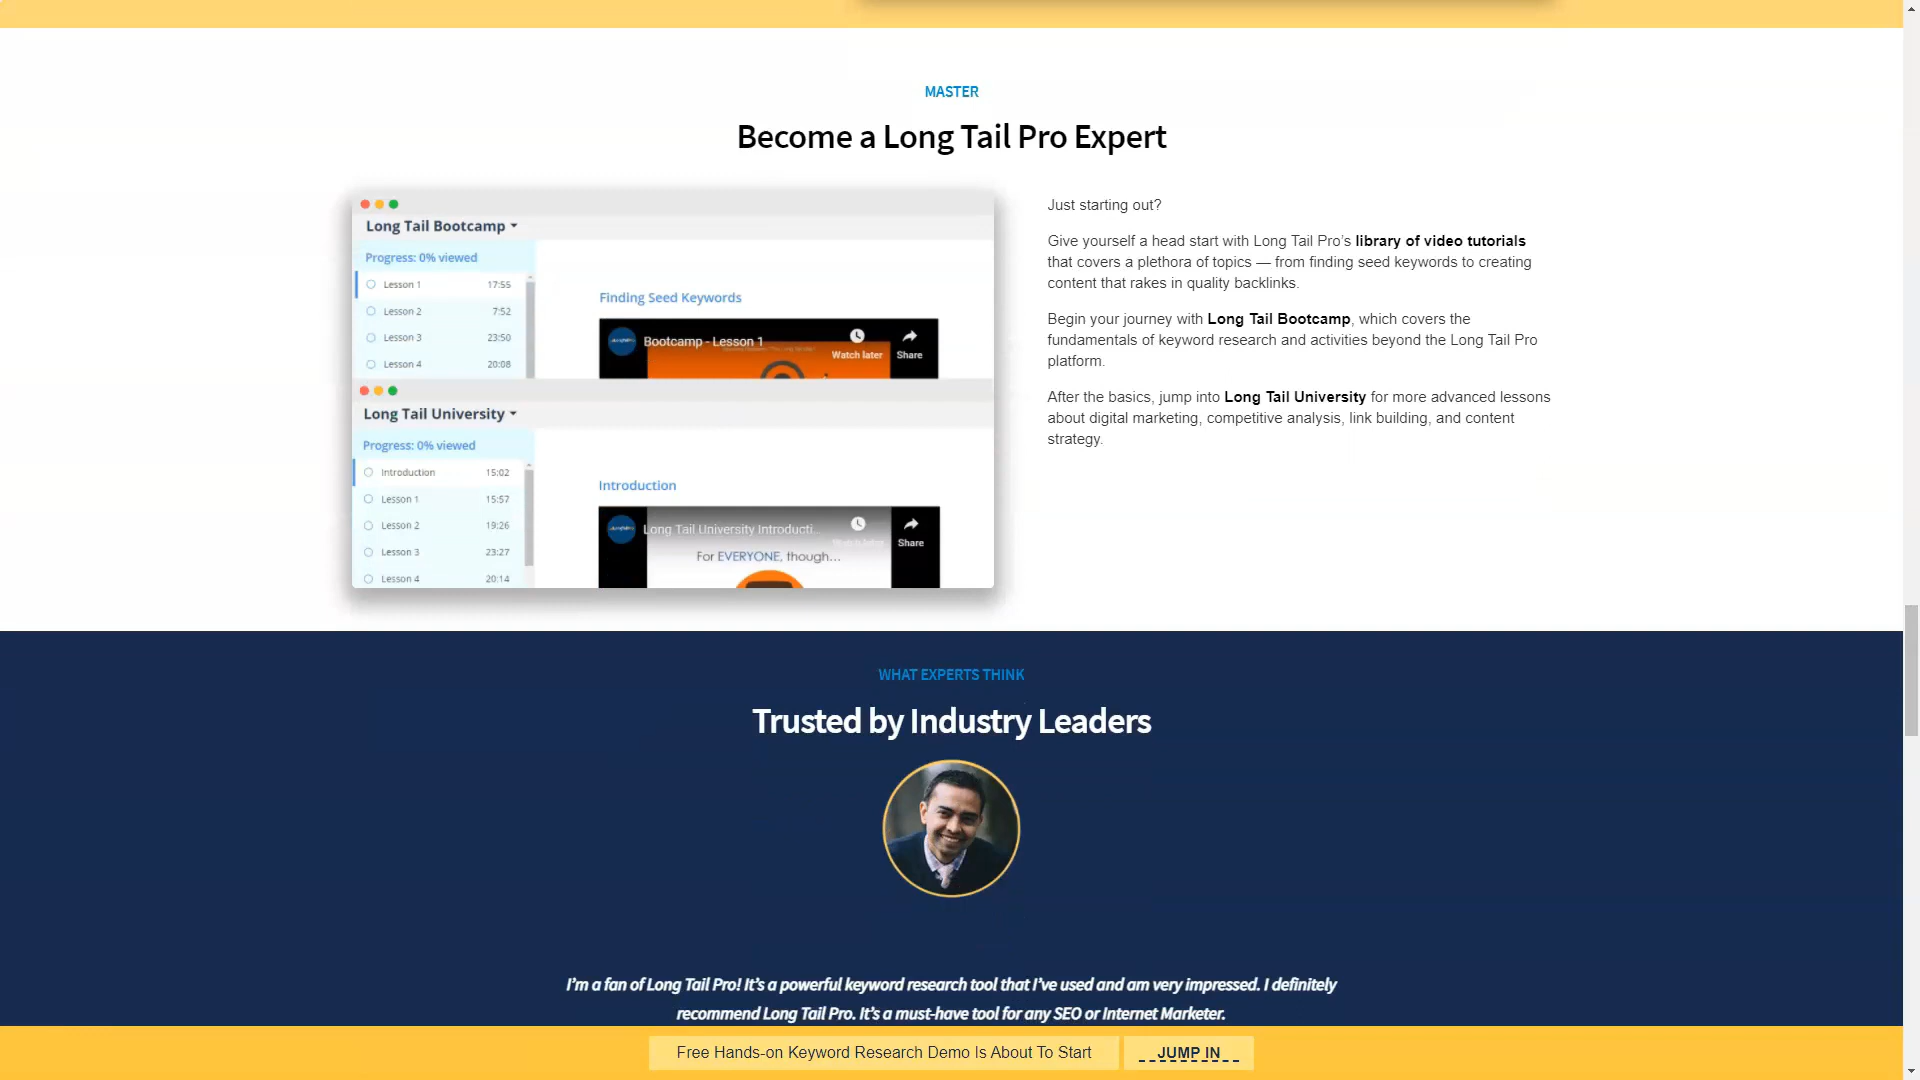 MASTER
Become a Long Tail Pro Expert
Long Tail Bootcamp
Progress: 0% viewed
Lesson 1 17:55
Lesson 2 7:52
Lesson 3 23:50
Lesson 4 20:08
Finding Seed Keywords
Bootcamp - Lesson 1
Watch later
Share
Long Tail University
Progress: 0% viewed
Introduction 15:02
Lesson 1 15:57
Lesson 2 19:26
Lesson 3 23:27
Lesson 4 20:14
Introduction
Long Tail University Introducti...
Watch later
Share
For EVERYONE, though...
Just starting out?
Give yourself a head start with Long Tail Pro’s library of video tutorials
that covers a plethora of topics — from finding seed keywords to creating
content that rakes in quality backlinks.
Begin your journey with Long Tail Bootcamp, which covers the
fundamentals of keyword research and activities beyond the Long Tail Pro
platform.
After the basics, jump into Long Tail University for more advanced lessons
about digital marketing, competitive analysis, link building, and content
strategy.
WHAT EXPERTS THINK
Trusted by Industry Leaders
I’m a fan of Long Tail Pro! It’s a powerful keyword research tool that I’ve used and am very impressed. I definitely
recommend Long Tail Pro. It’s a must-have tool for any SEO or Internet Marketer.
Free Hands-on Keyword Research Demo Is About To Start
JUMP IN